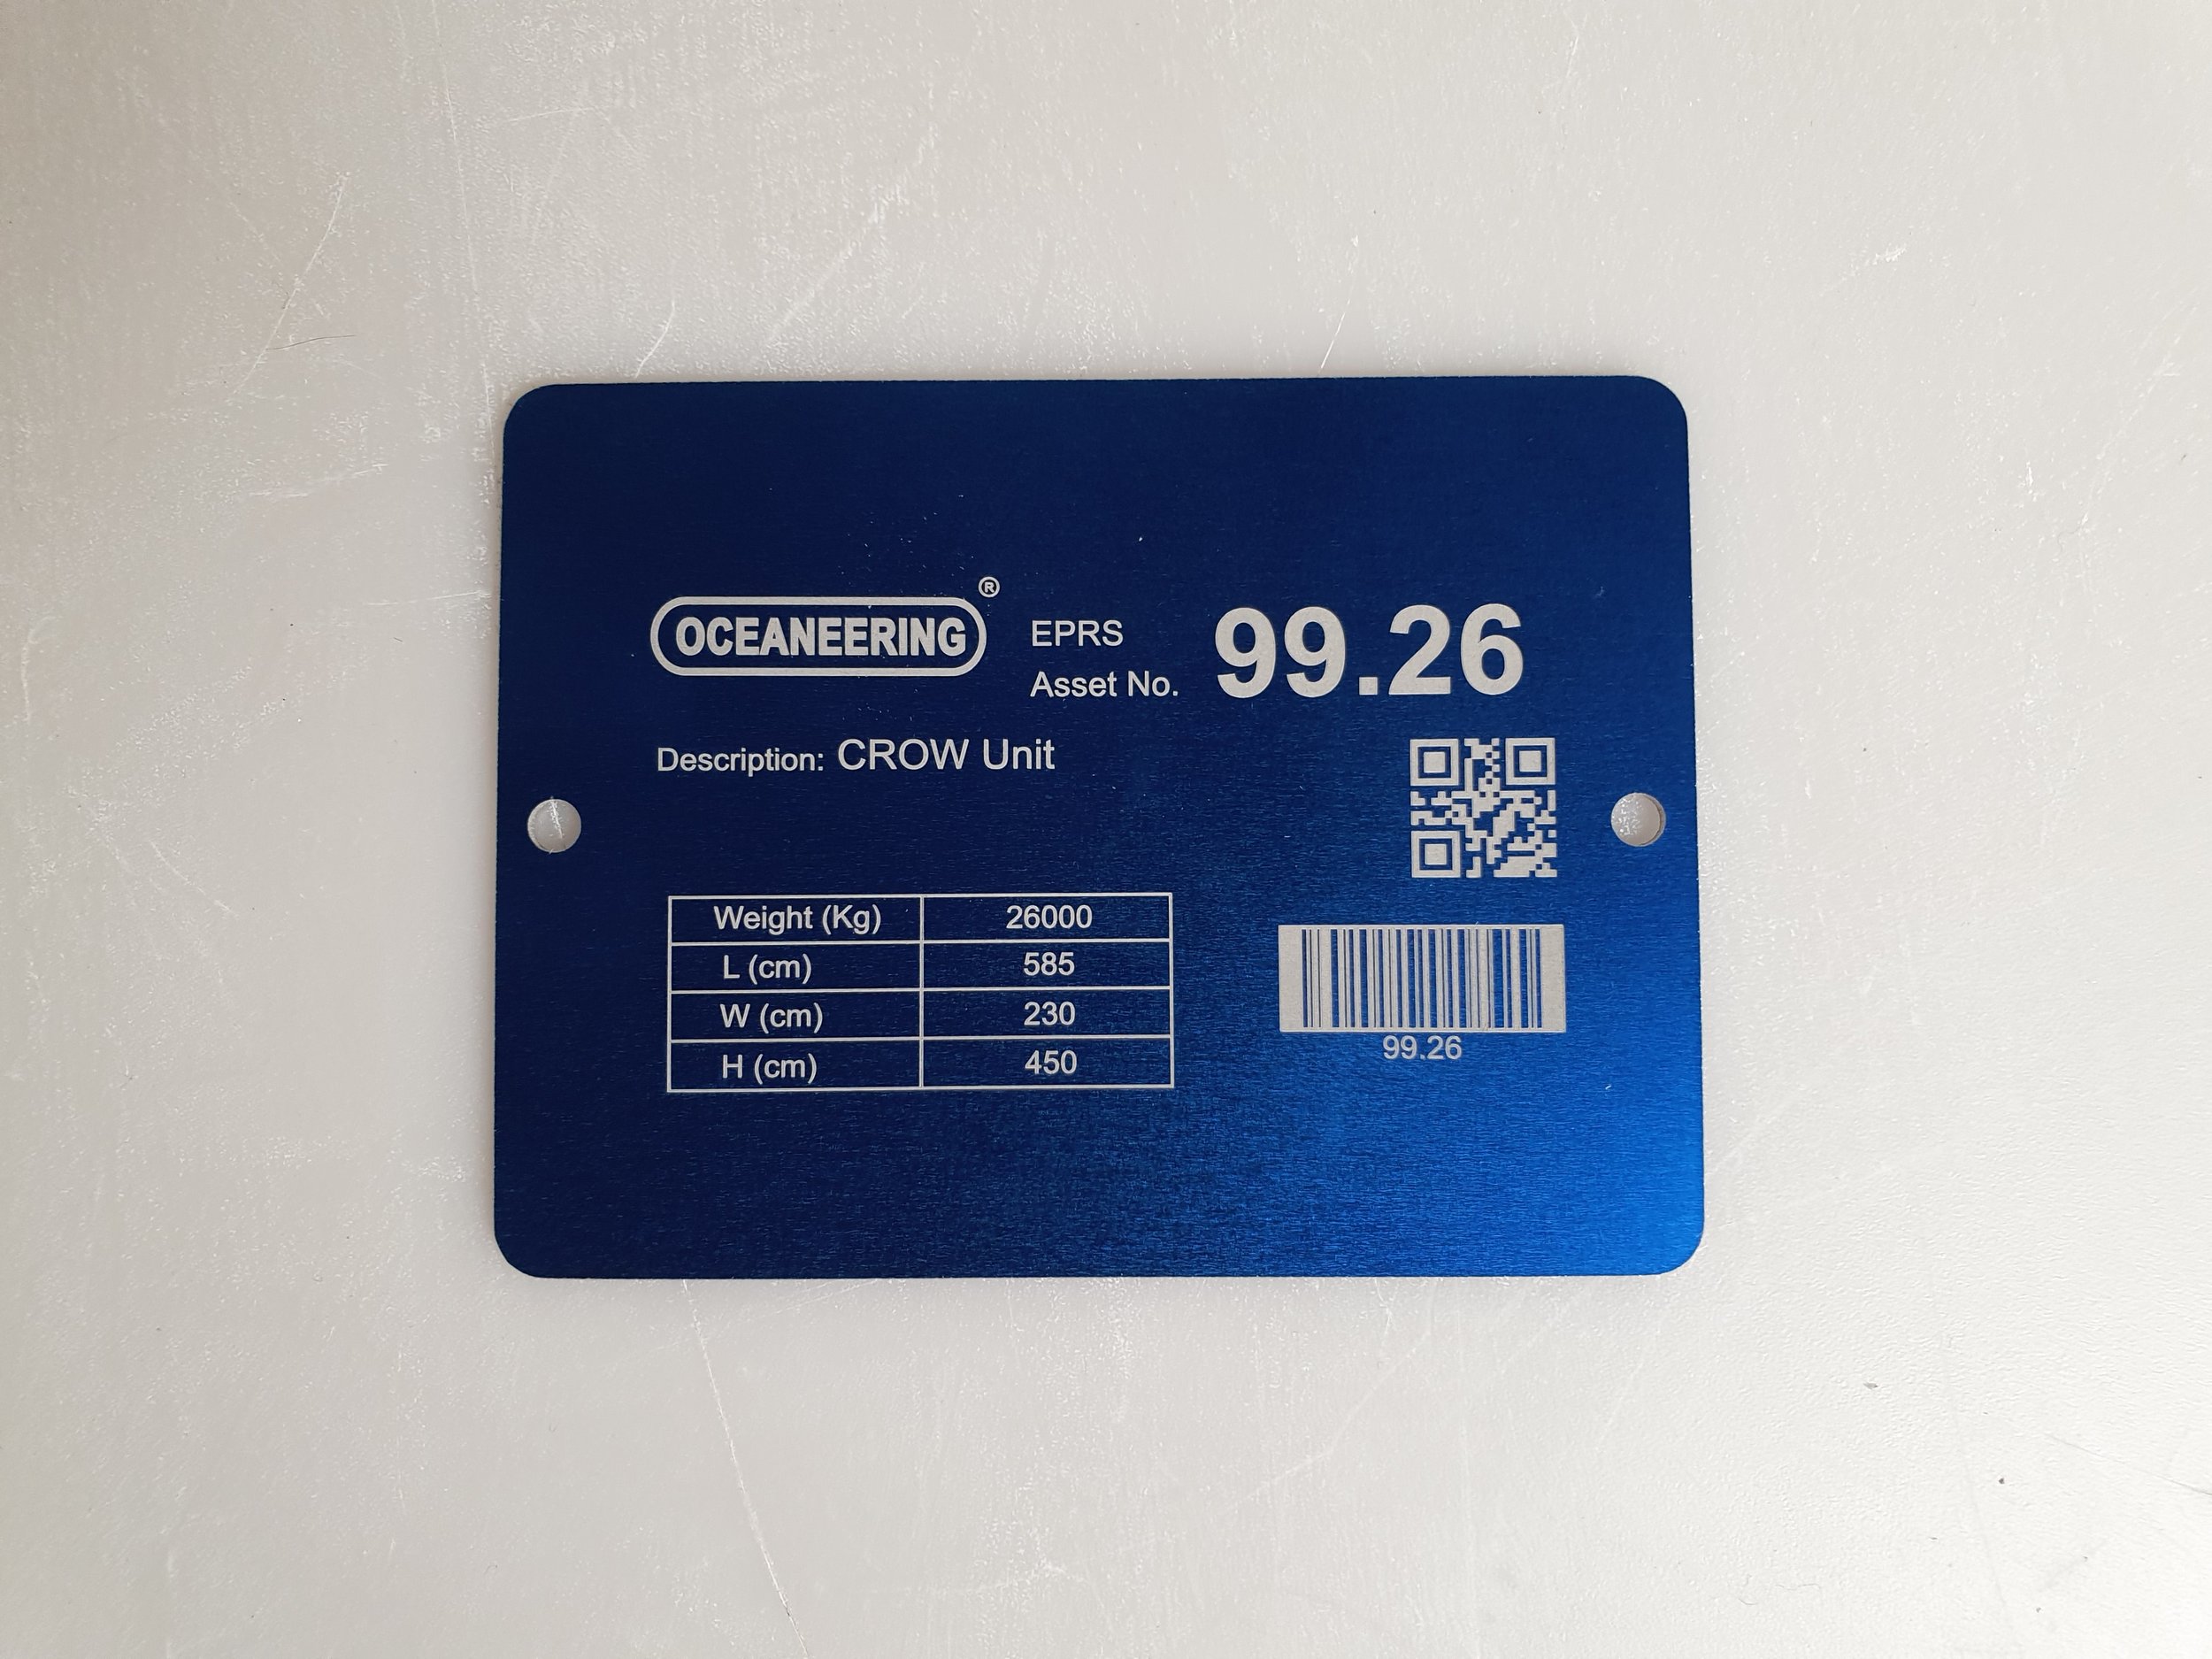 OCEANEERING®
EPRS
Asset No. 99.26
Description: CROW Unit
Weight (Kg) 26000
L (cm) 585
W (cm) 230
H (cm) 450
99.26